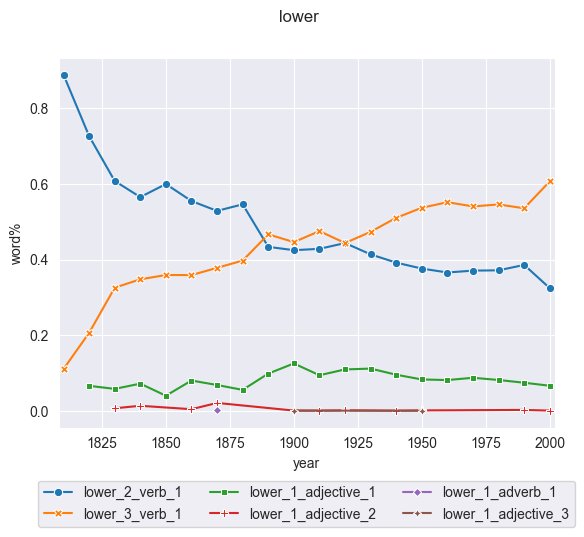 lower
0.8
0.6
0.4
0.2
0.0
word%
1825 1850 1875 1900 1925 1950 1975 2000
year
lower_2_verb_1 lower_1_adjective_1 lower_1_adverb_1
lower_3_verb_1 lower_1_adjective_2 lower_1_adjective_3